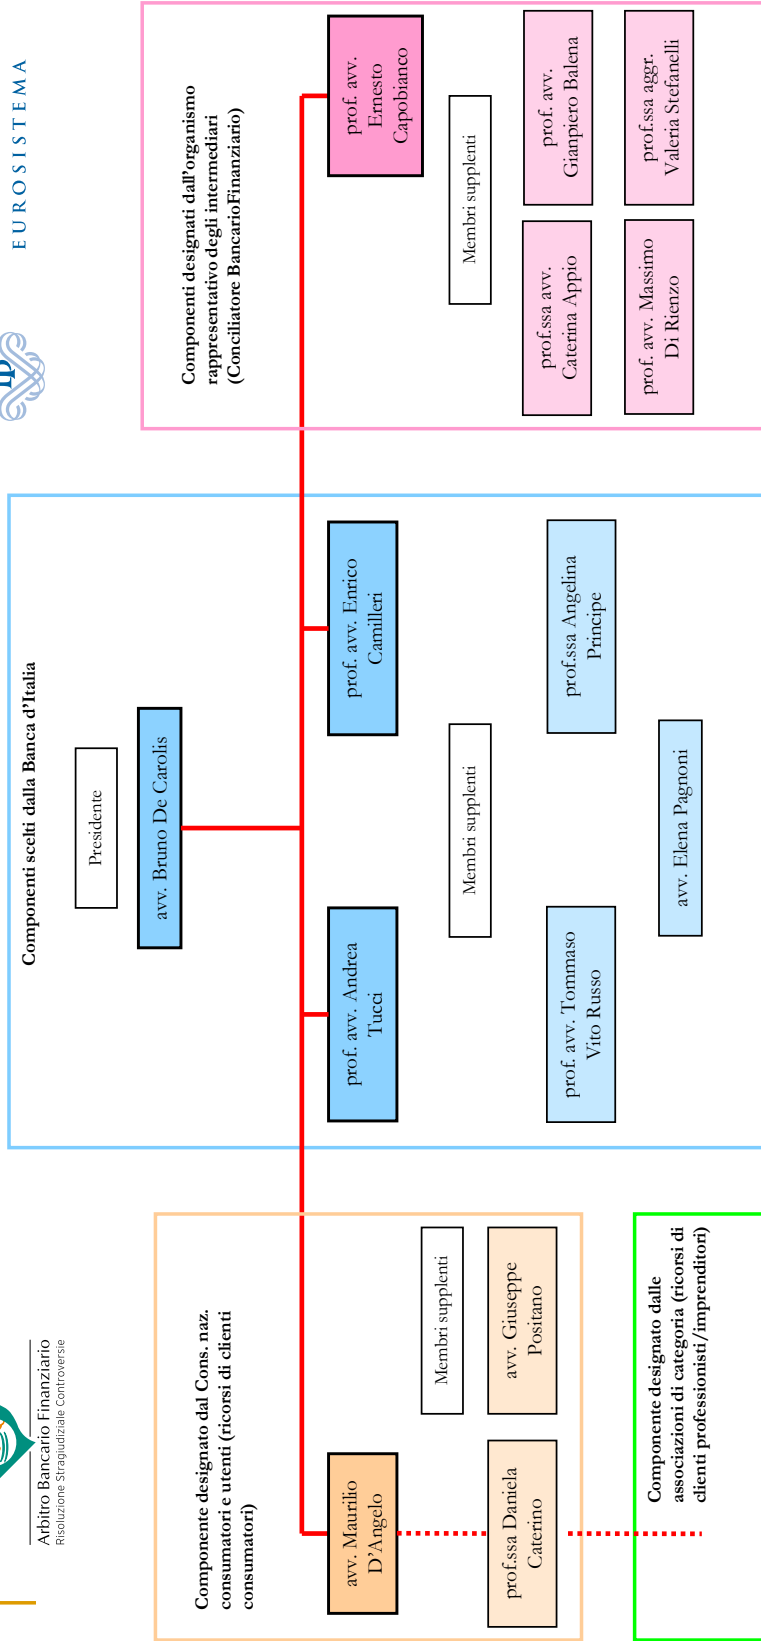 Arbitro Bancario Finanziario
Risoluzione Stragiudiziale Controversie
EUROSISTEMA
Componenti scelti dalla Banca d'Italia
Presidente
avv. Bruno De Carolis
prof. avv. Andrea
Tucci
prof. avv. Enrico
Camilleri
Membri supplenti
prof. avv. Tommaso
Vito Russo
prof.ssa Angelina
Principe
avv. Elena Pagnoni
Componente designato dal Cons. naz.
consumatori e utenti (ricorsi di clienti
consumatori)
avv. Maurilio
D'Angelo
Membri supplenti
prof.ssa Daniela
Caterino
avv. Giuseppe
Positano
Componente designato dalle
associazioni di categoria (ricorsi di
clienti professionisti/imprenditori)
Componenti designati dall'organismo
rappresentativo degli intermediari
(Conciliatore BancarioFinanziario)
prof. avv.
Ernesto
Capobianco
Membri supplenti
prof.ssa avv.
Caterina Appio
prof. avv.
Gianpiero Balena
prof. avv. Massimo
Di Rienzo
prof.ssa aggr.
Valeria Stefanelli